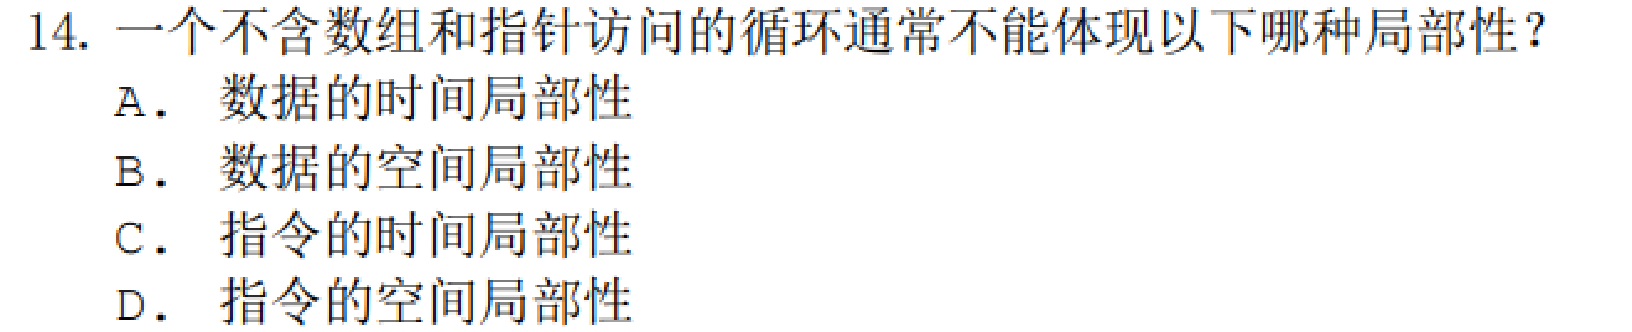 14. 一个不含数组和指针访问的循环通常不能体现以下哪种局部性?
A. 数据的时间局部性
B. 数据的空间局部性
C. 指令的时间局部性
D. 指令的空间局部性